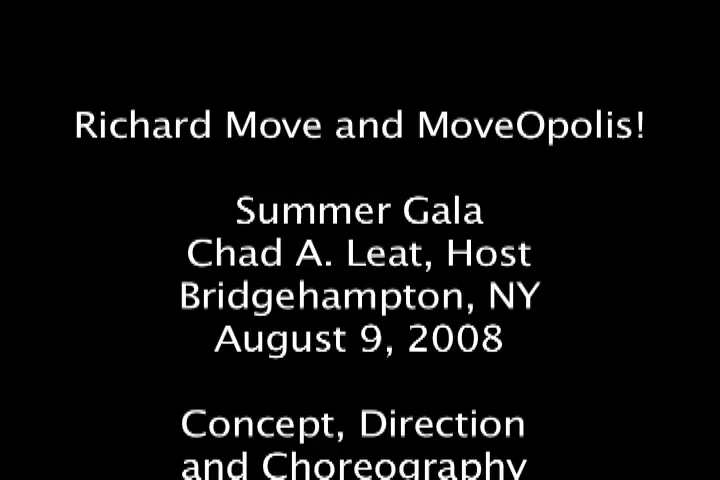 Richard Move and MoveOpolis!
Summer Gala
Chad A. Leat, Host
Bridgehampton, NY
August 9, 2008
Concept, Direction
and Choreography